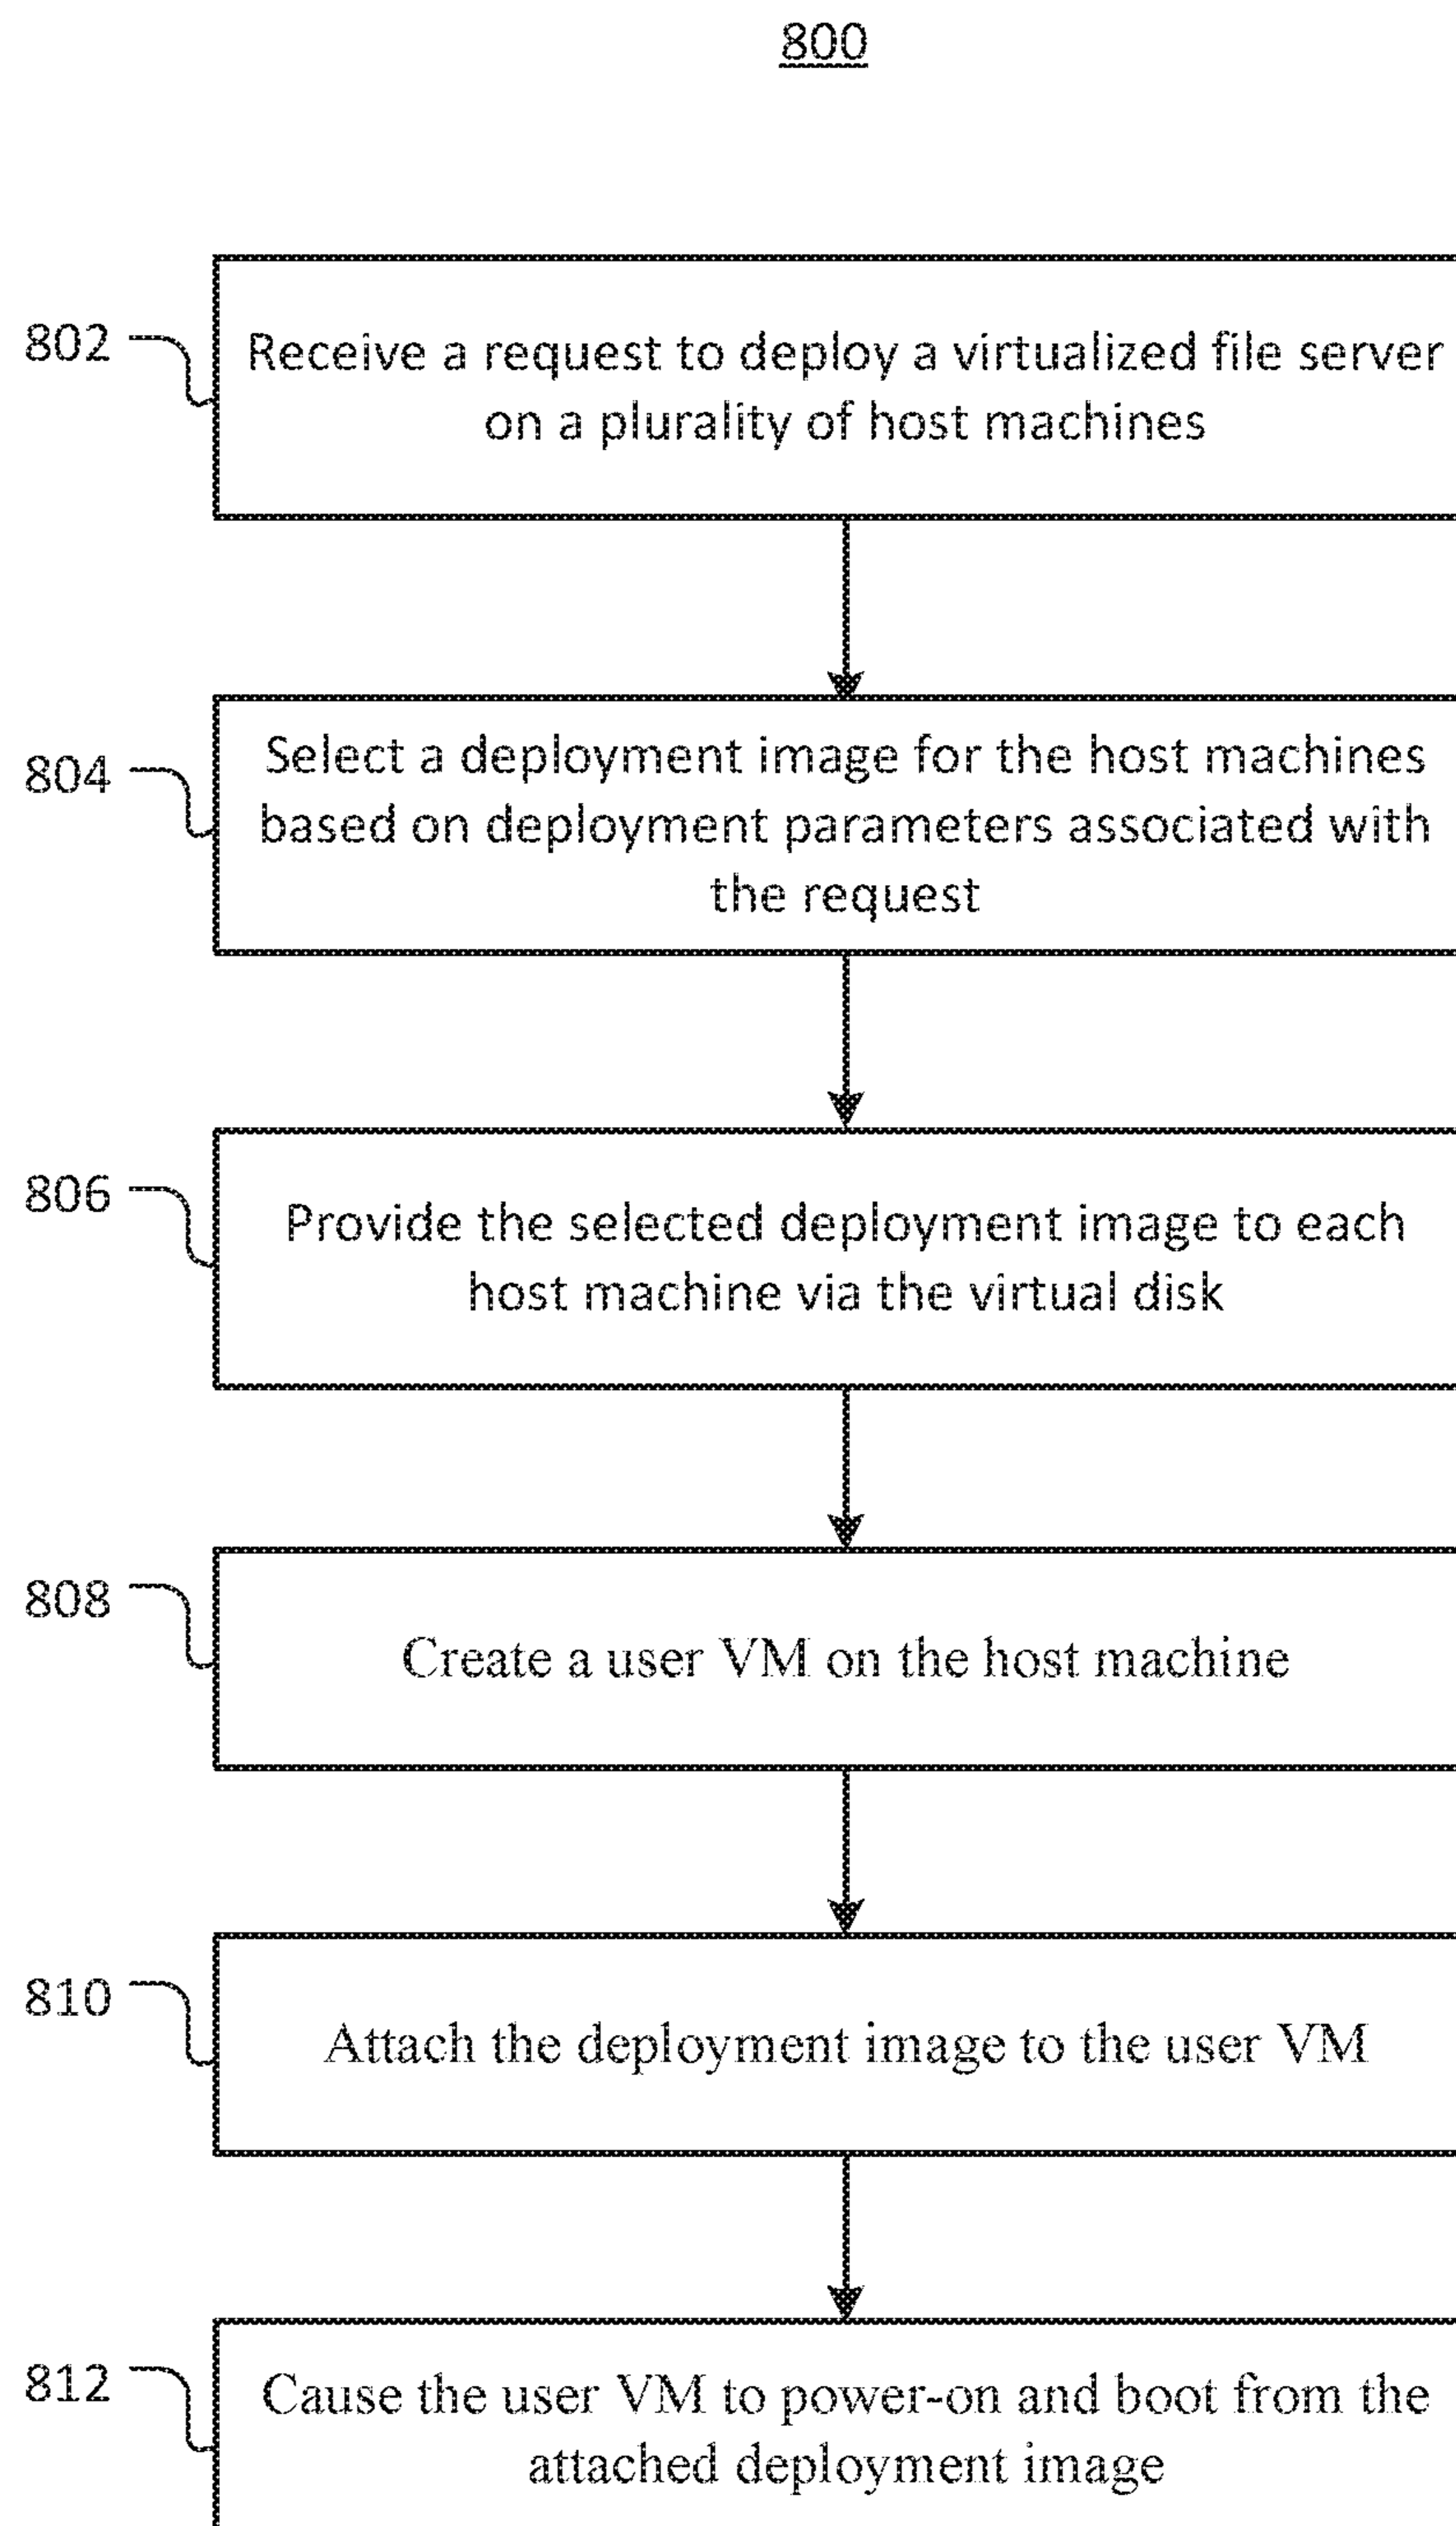 800
802
Receive a request to deploy a virtualized file server
on a plurality of host machines
804
Select a deployment image for the host machines
based on deployment parameters associated with
the request
806
Provide the selected deployment image to each
host machine via the virtual disk
808
Create a user VM on the host machine
810
Attach the deployment image to the user VM
812
Cause the user VM to power-on and boot from the
attached deployment image